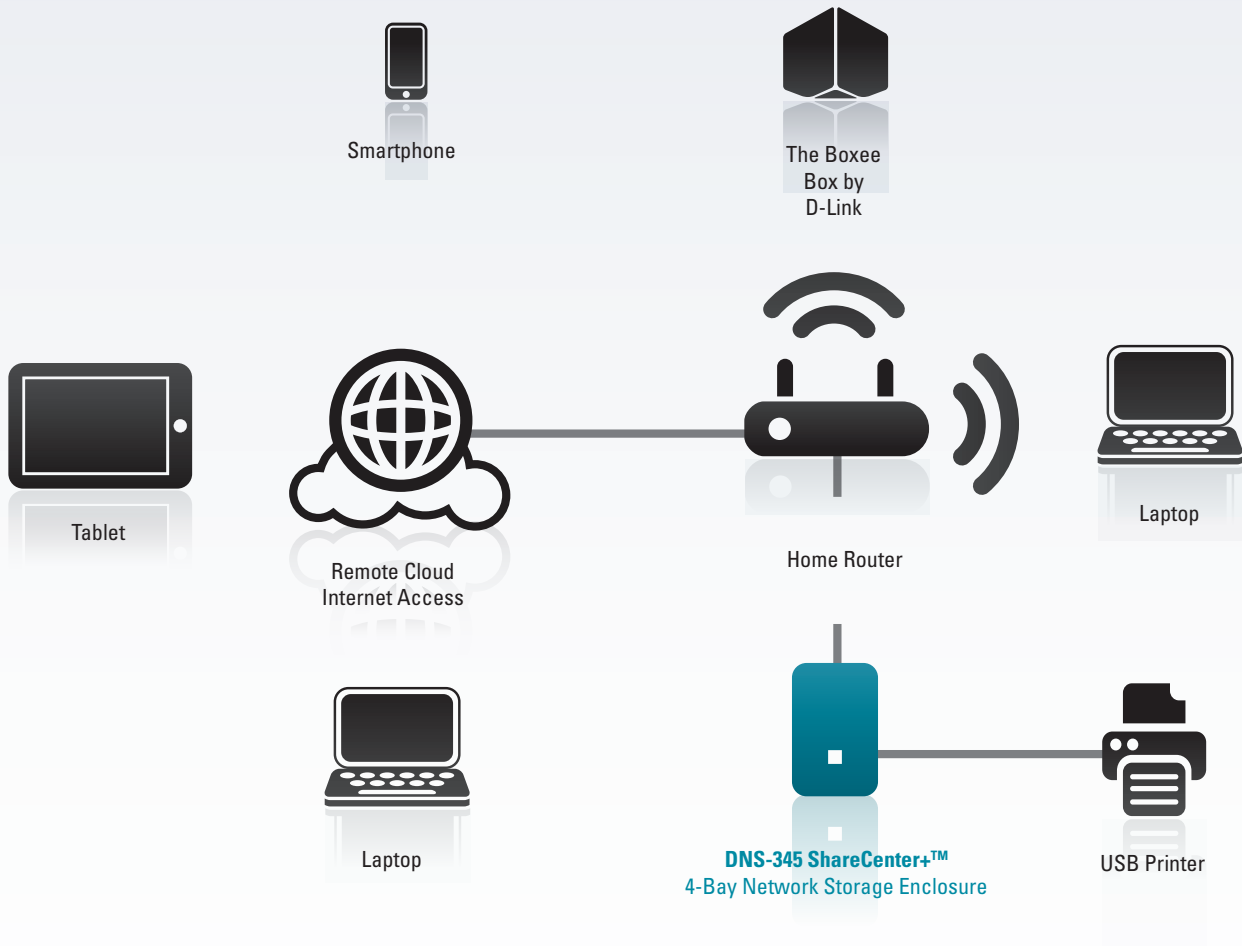 Smartphone
The Boxee
Box by
D-Link
Tablet
Remote Cloud
Internet Access
Home Router
Laptop
Laptop
DNS-345 ShareCenter+™
4-Bay Network Storage Enclosure
USB Printer